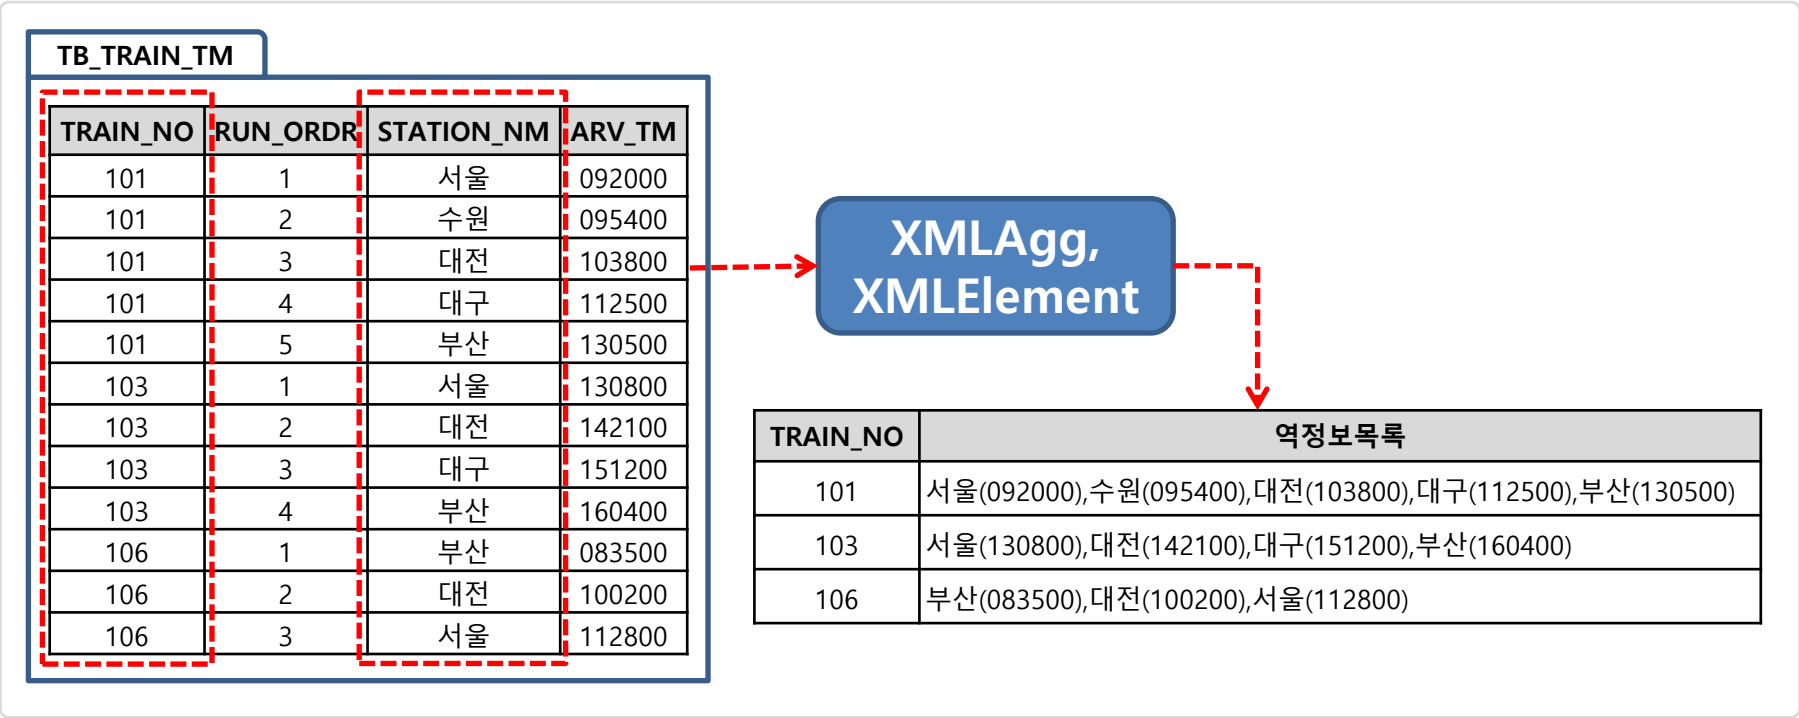 TB_TRAIN_TM
TRAIN_NO RUN_ORDR STATION_NM ARV_TM
101 1 서울 092000
101 2 수원 095400
101 3 대전 103800
101 4 대구 112500
101 5 부산 130500
103 1 서울 130800
103 2 대전 142100
103 3 대구 151200
103 4 부산 160400
106 1 부산 083500
106 2 대전 100200
106 3 서울 112800
XMLAgg,
XMLElement
TRAIN_NO 역정보목록
101 서울(092000),수원(095400),대전(103800),대구(112500),부산(130500)
103 서울(130800),대전(142100),대구(151200),부산(160400)
106 부산(083500),대전(100200),서울(112800)